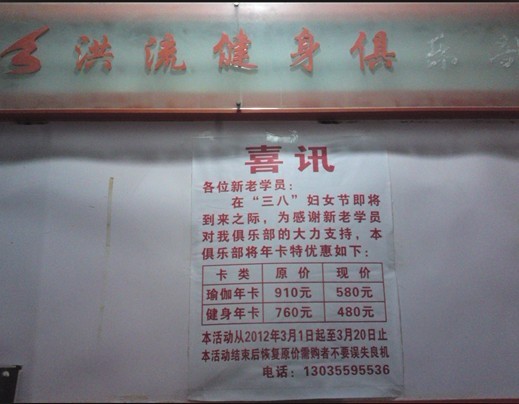 洪流健身俱乐部
喜讯
各位新老学员：
在“三八”妇女节即将
到来之际，为感谢新老学员
对我俱乐部的大力支持，本
俱乐部将年卡特优惠如下：
卡类 原价 现价
瑜伽年卡 910元 580元
健身年卡 760元 480元
本活动从2012年3月1日起至3月20日止
本活动结束后恢复原价需购者不要误失良机
电话：13035595536